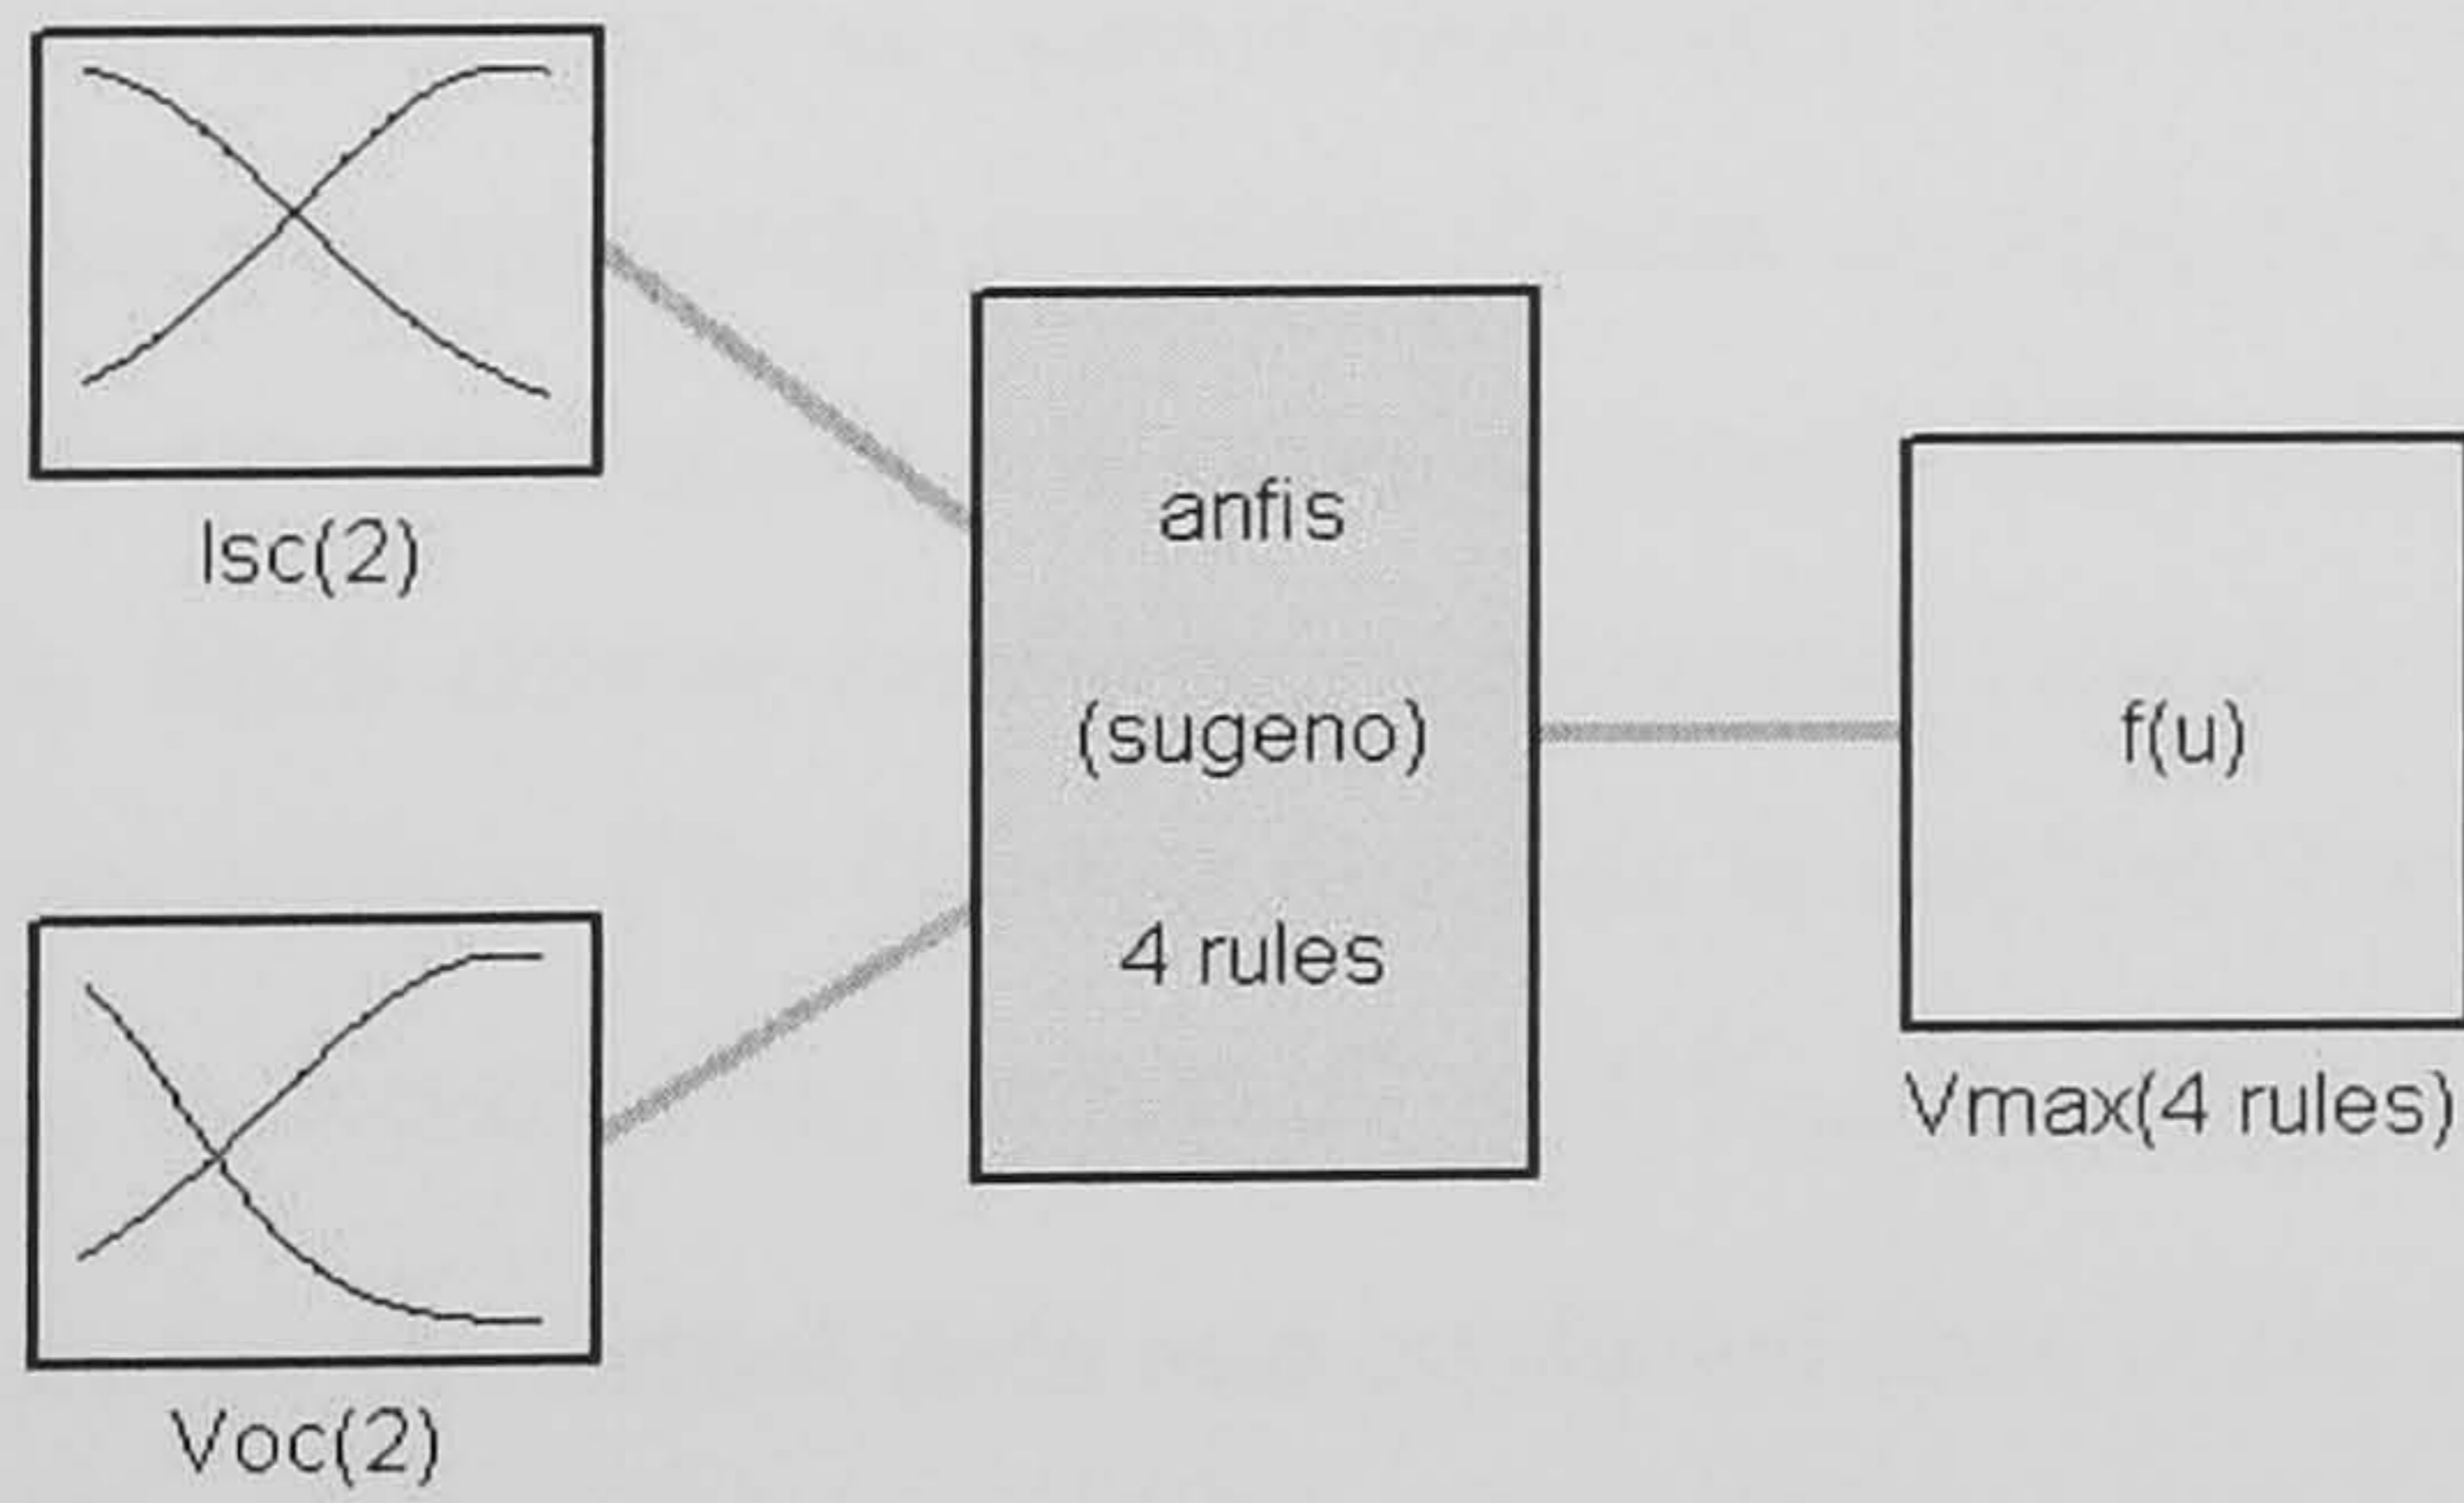 Isc(2)
anfis
(sugeno)
4 rules
f(u)
Vmax(4 rules)
Voc(2)